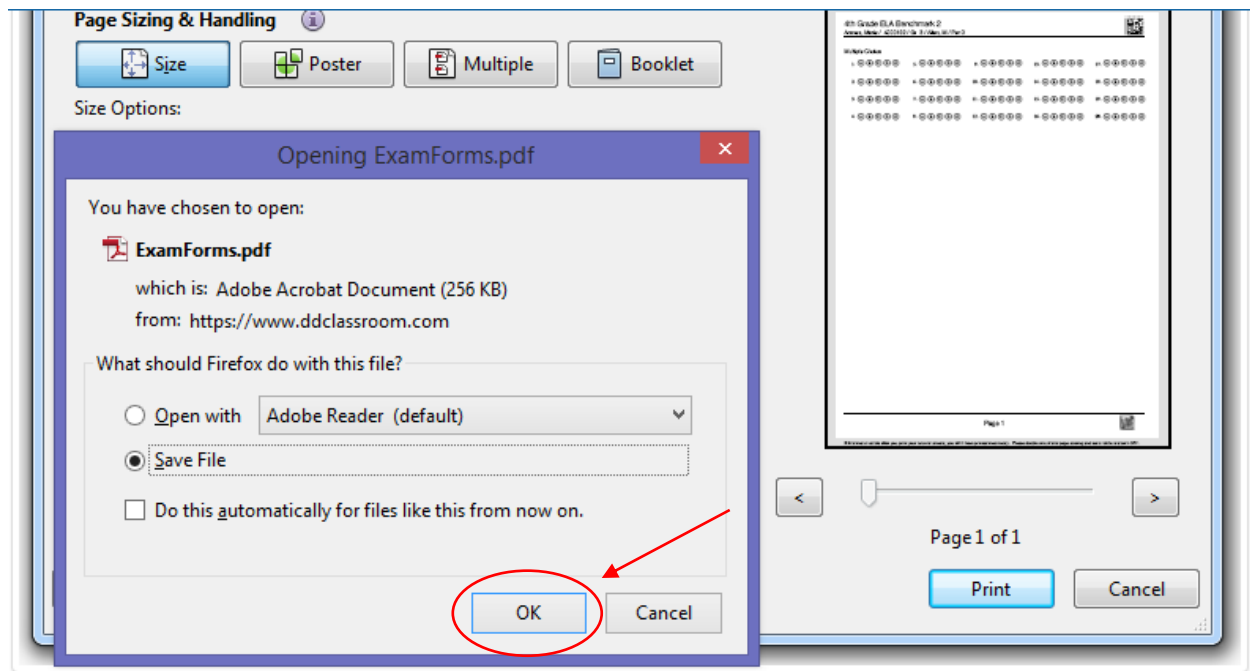 Page Sizing & Handling
Size
Poster
Multiple
Booklet
Size Options:
4th Grade ELA Benchmark 2
Multiple Choice
Page 1
Opening ExamForms.pdf
You have chosen to open:
ExamForms.pdf
which is: Adobe Acrobat Document (256 KB)
from: https://www.ddclassroom.com
What should Firefox do with this file?
Open with
Adobe Reader (default)
Save File
Do this automatically for files like this from now on.
OK
Cancel
<
>
Page 1 of 1
Print
Cancel